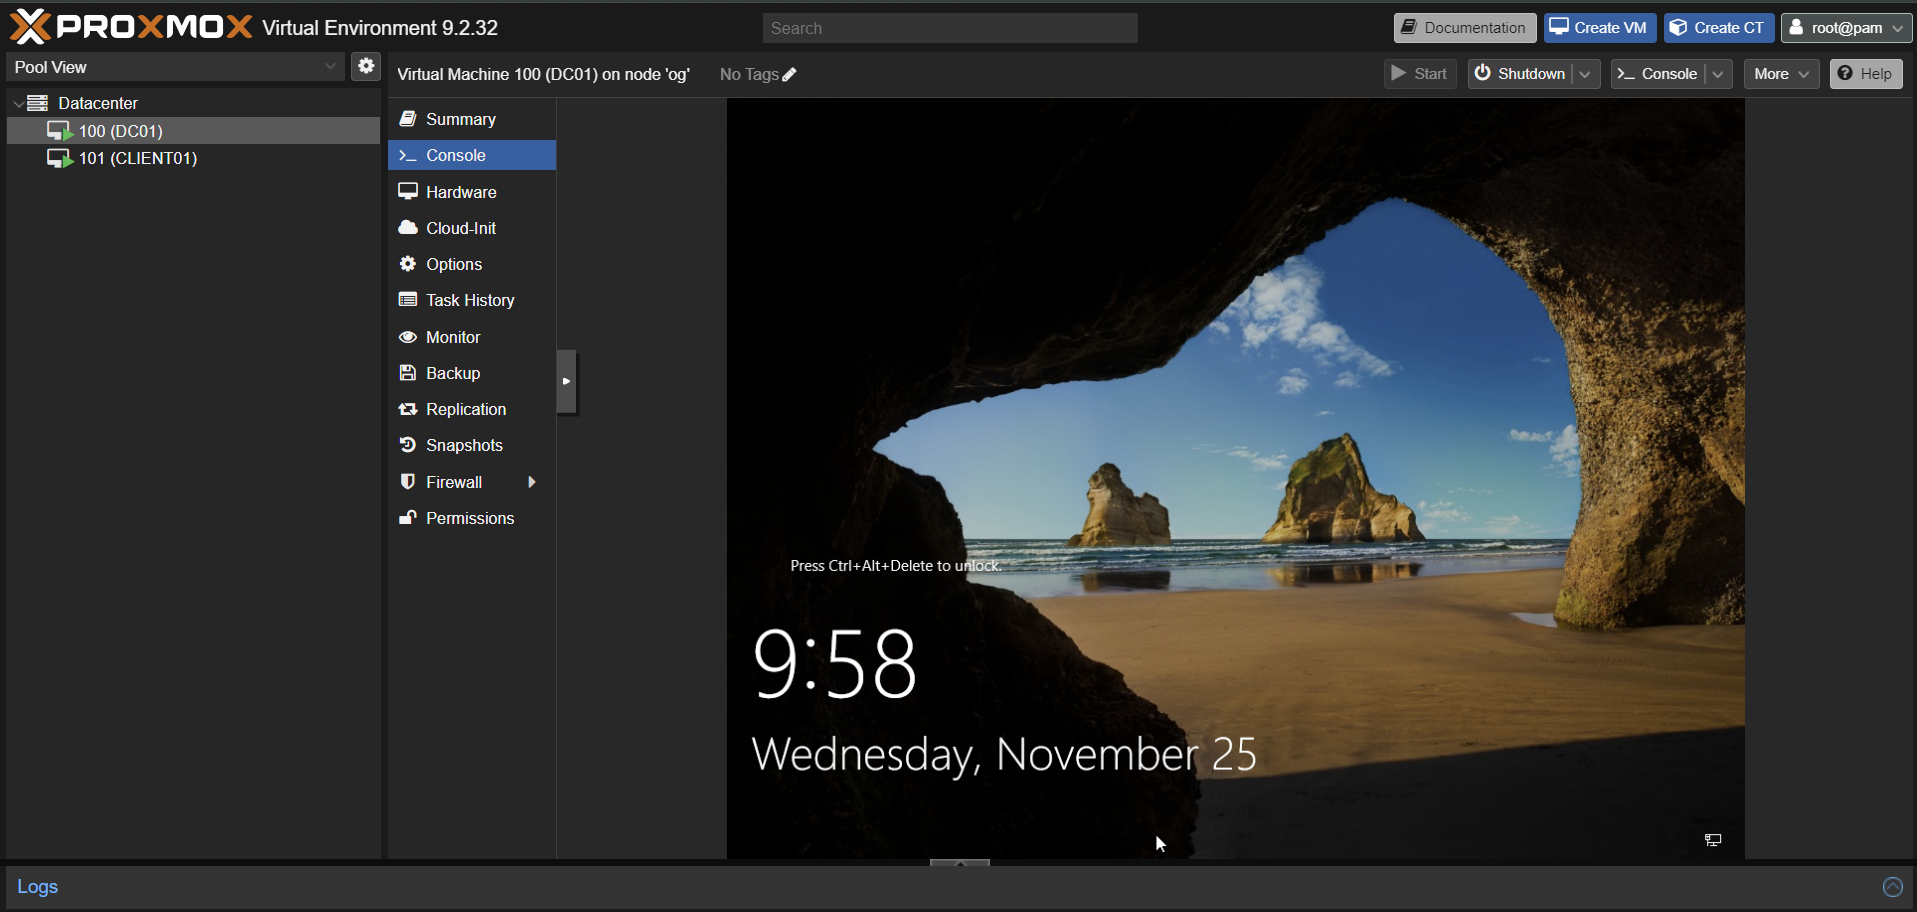 PROXMOX Virtual Environment 9.2.32
Search
Documentation
Create VM
Create CT
root@pam
Pool View
Virtual Machine 100 (DC01) on node 'og'
No Tags
Start
Shutdown
Console
More
Help
Datacenter
100 (DC01)
101 (CLIENT01)
Summary
Console
Hardware
Cloud-Init
Options
Task History
Monitor
Backup
Replication
Snapshots
Firewall
Permissions
Press Ctrl+Alt+Delete to unlock.
9:58
Wednesday, November 25
Logs